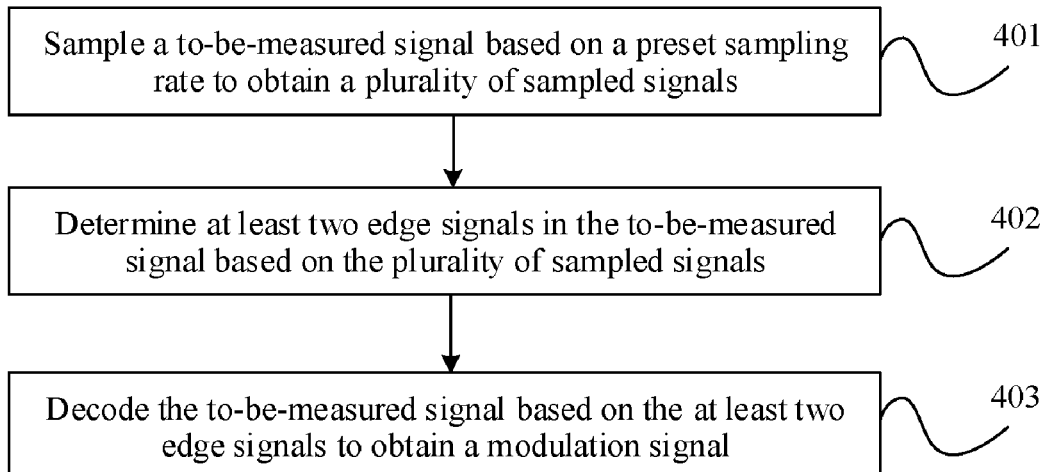 Sample a to-be-measured signal based on a preset sampling
rate to obtain a plurality of sampled signals
401
Determine at least two edge signals in the to-be-measured
signal based on the plurality of sampled signals
402
Decode the to-be-measured signal based on the at least two
edge signals to obtain a modulation signal
403